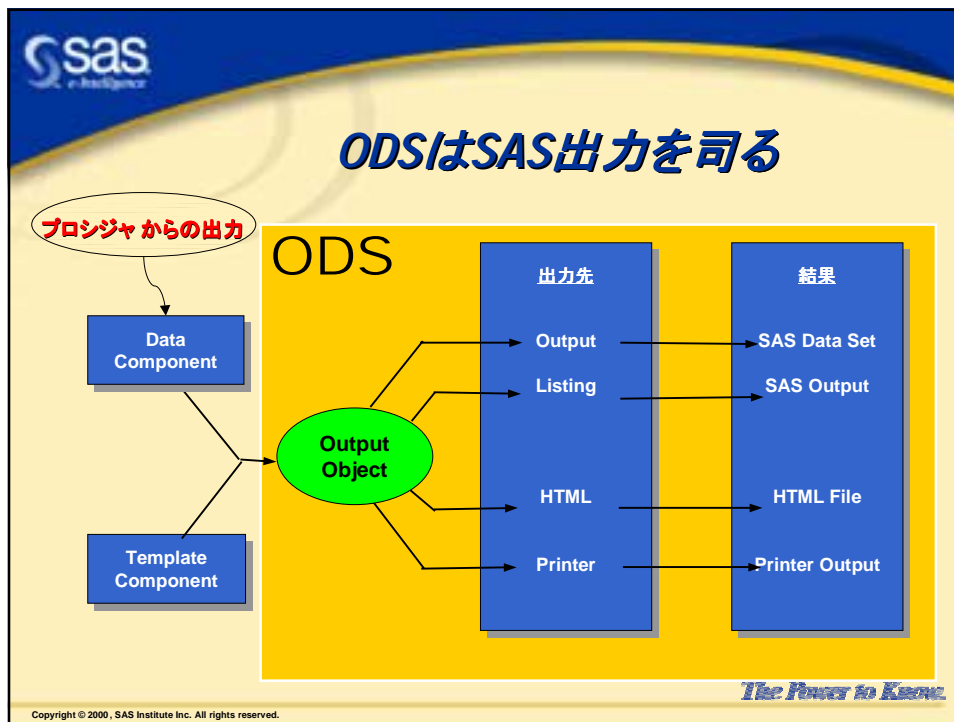 sas
e-Intelligence
ODSはSAS出力を司る
プロシジャ からの出力
ODS
Data
Component
Template
Component
Output
Object
出力先
Output
Listing
HTML
Printer
結果
SAS Data Set
SAS Output
HTML File
Printer Output
The Power to Know.
Copyright © 2000 , SAS Institute Inc. All rights reserved.